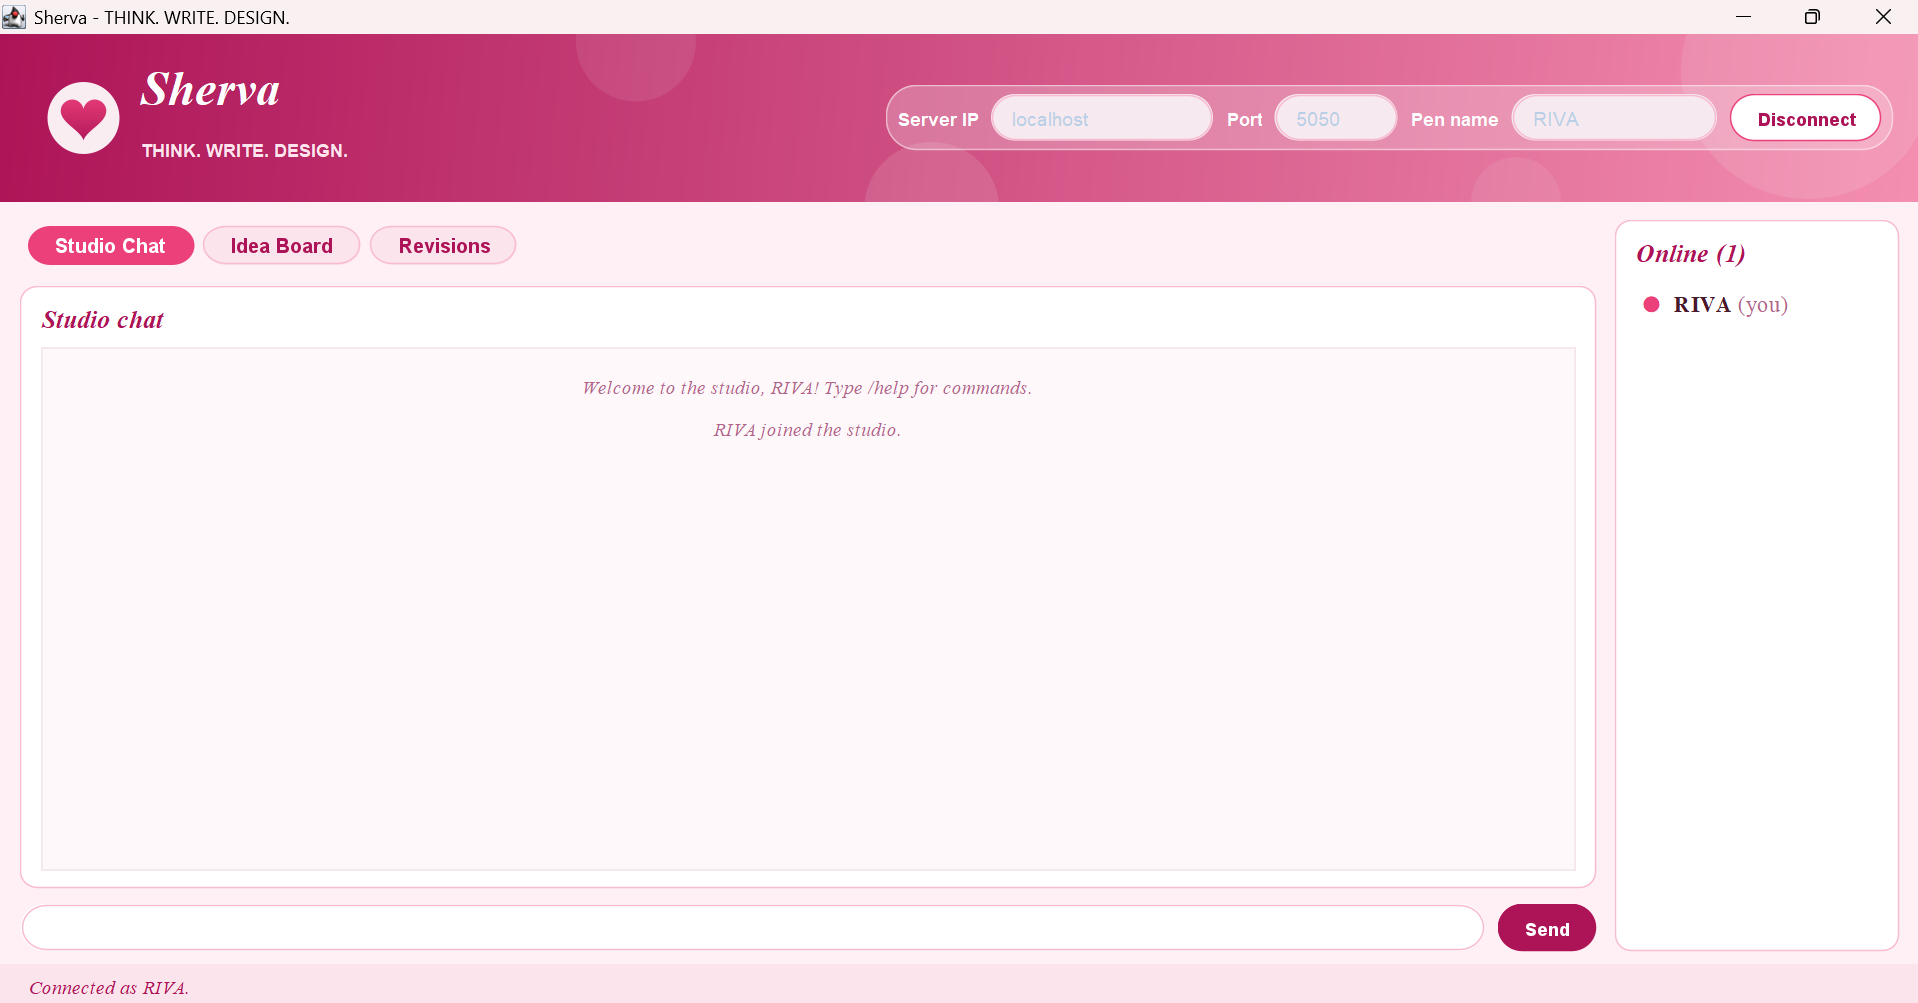 Sherva - THINK. WRITE. DESIGN.
Sherva
THINK. WRITE. DESIGN.
Server IP localhost Port 5050 Pen name RIVA Disconnect
Studio Chat Idea Board Revisions
Studio chat
Welcome to the studio, RIVA! Type /help for commands.
RIVA joined the studio.
Online (1)
RIVA (you)
Send
Connected as RIVA.